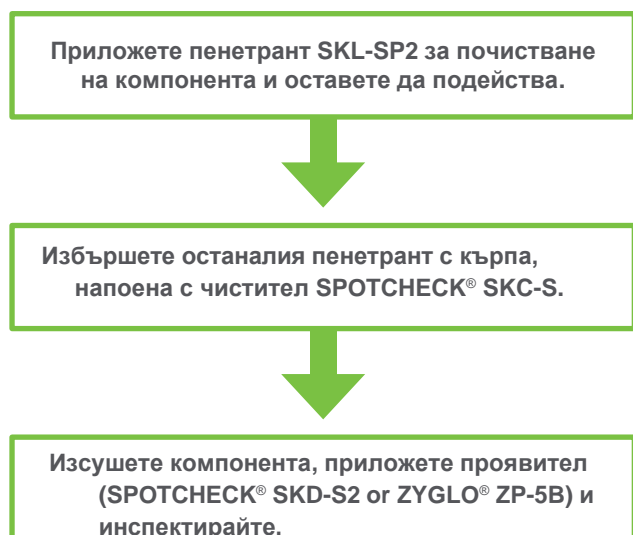 Приложете пенетрант SKL-SP2 за почистване
на компонента и оставете да подейства.
Избършете останалия пенетрант с кърпа,
напоена с чистител SPOTCHECK® SKC-S.
Изсушете компонента, приложете проявител
(SPOTCHECK® SKD-S2 or ZYGLO® ZP-5B) и
инспектирайте.